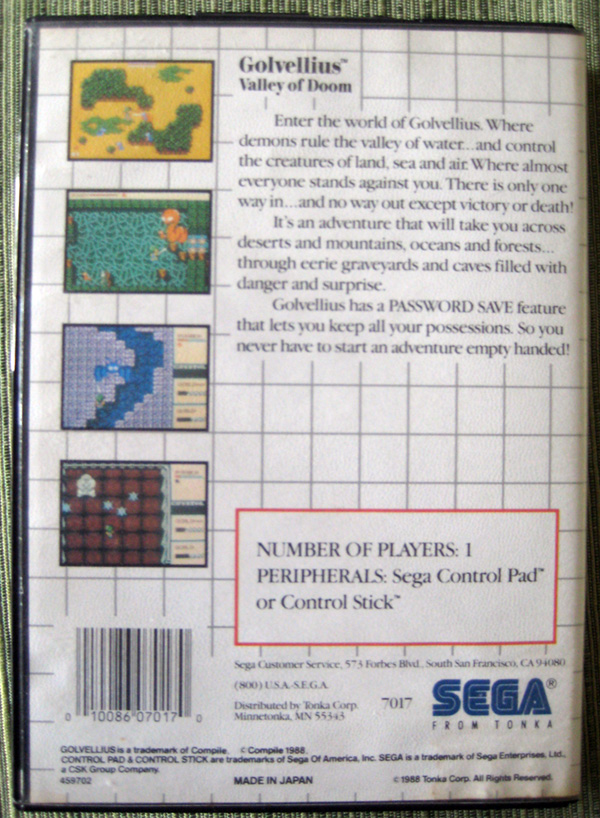 Golvellius™
Valley of Doom
Enter the world of Golvellius. Where
demons rule the valley of water...and control
the creatures of land, sea and air. Where almost
everyone stands against you. There is only one
way in...and no way out except victory or death!
It's an adventure that will take you across
deserts and mountains, oceans and forests...
through eerie graveyards and caves filled with
danger and surprise.
Golvellius has a PASSWORD SAVE feature
that lets you keep all your possessions. So you
never have to start an adventure empty handed!
NUMBER OF PLAYERS: 1
PERIPHERALS: Sega Control Pad™
or Control Stick™
Sega Customer Service, 573 Forbes Blvd., South San Francisco, CA 94080
(800) U.S.A.-S.E.G.A.
Distributed by Tonka Corp.
Minnetonka, MN 55343
7017
SEGA®
FROM TONKA
0 10086 07017 0
GOLVELLIUS is a trademark of Compile. © Compile 1988.
CONTROL PAD & CONTROL STICK are trademarks of Sega Of America, Inc. SEGA is a trademark of Sega Enterprises, Ltd.,
a CSK Group Company.
459702
MADE IN JAPAN
© 1988 Tonka Corp. All Rights Reserved.